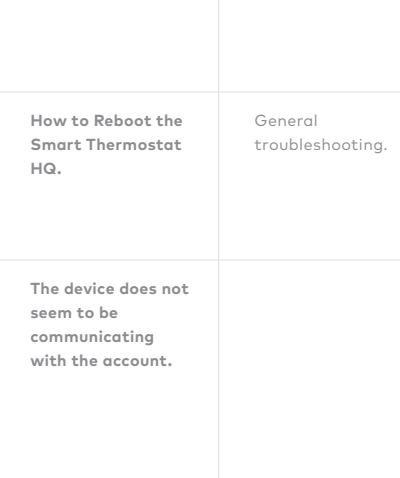 How to Reboot the
Smart Thermostat
HQ.
General
troubleshooting.
The device does not
seem to be
communicating
with the account.